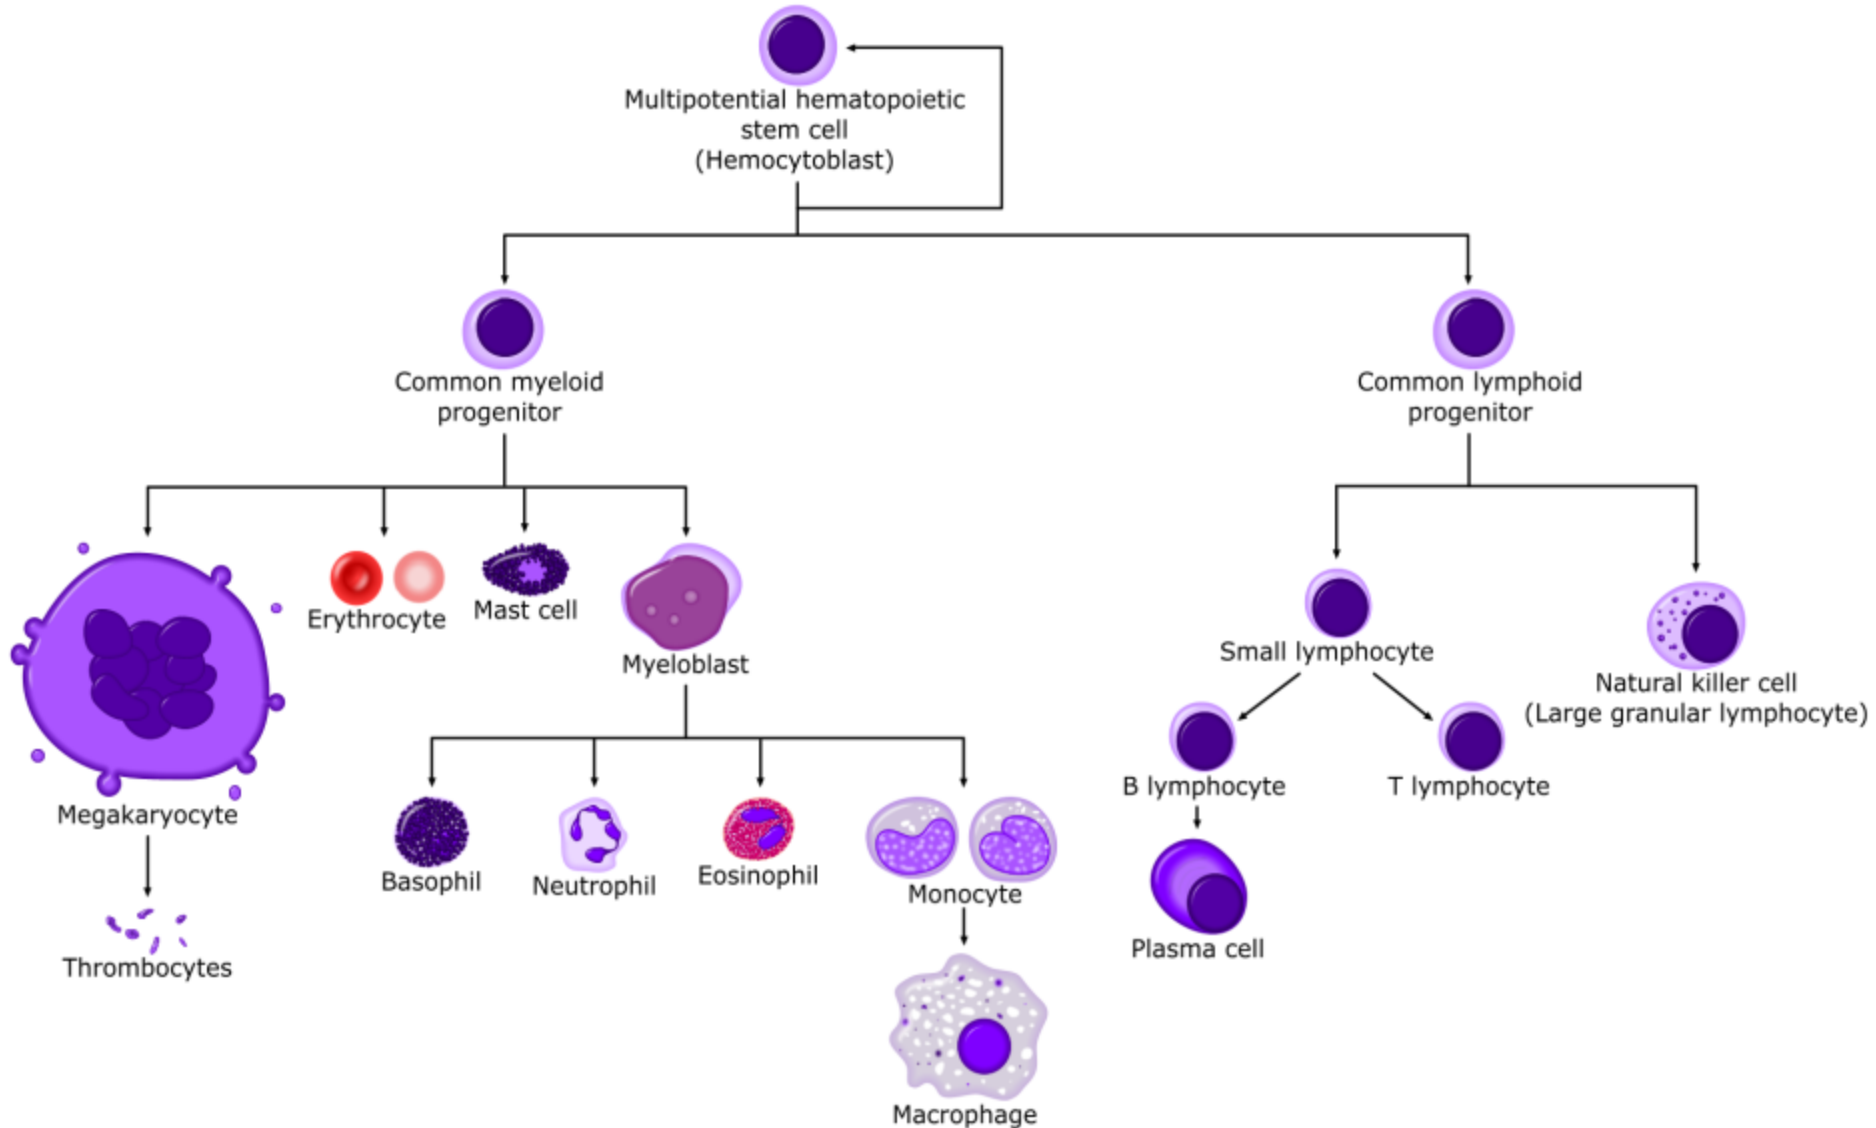 Multipotential hematopoietic
stem cell
(Hemocytoblast)
Common myeloid
progenitor
Common lymphoid
progenitor
Erythrocyte
Mast cell
Myeloblast
Small lymphocyte
Natural killer cell
(Large granular lymphocyte)
B lymphocyte
T lymphocyte
Megakaryocyte
Basophil
Neutrophil
Eosinophil
Monocyte
Plasma cell
Thrombocytes
Macrophage